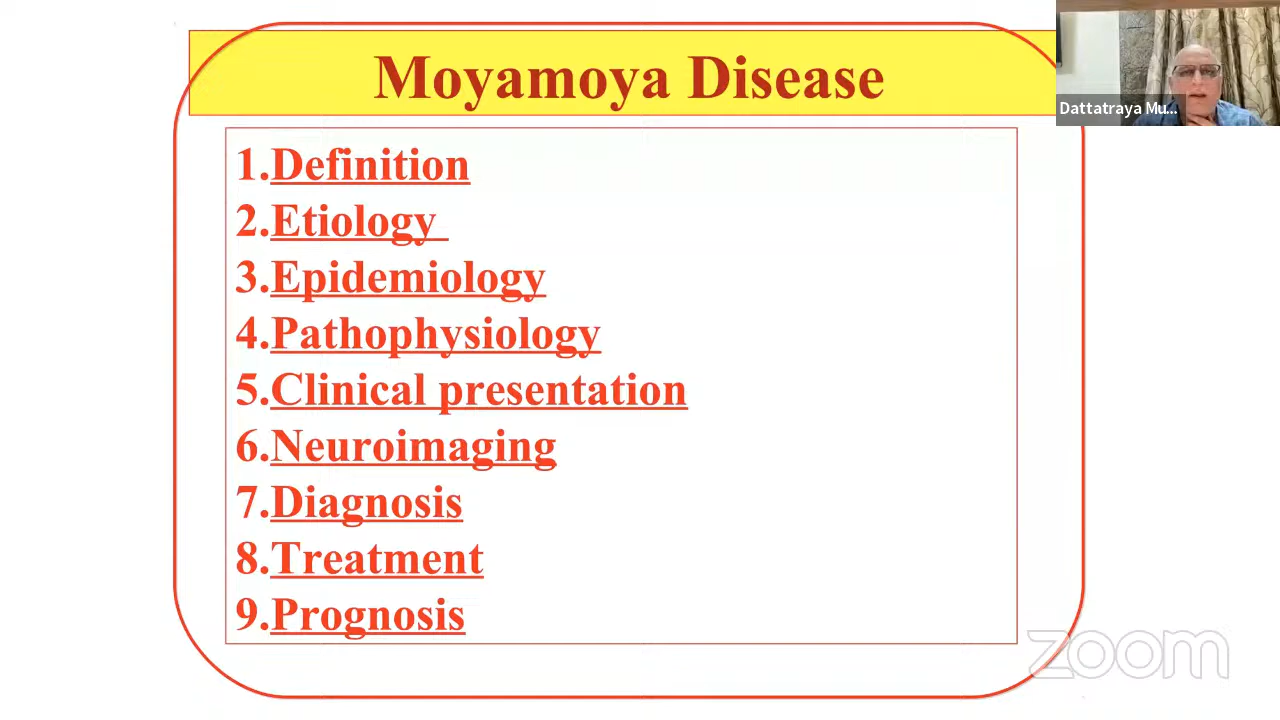 Moyamoya Disease
Dattatraya Mu...
1.Definition
2.Etiology
3.Epidemiology
4.Pathophysiology
5.Clinical presentation
6.Neuroimaging
7.Diagnosis
8.Treatment
9.Prognosis
zoom